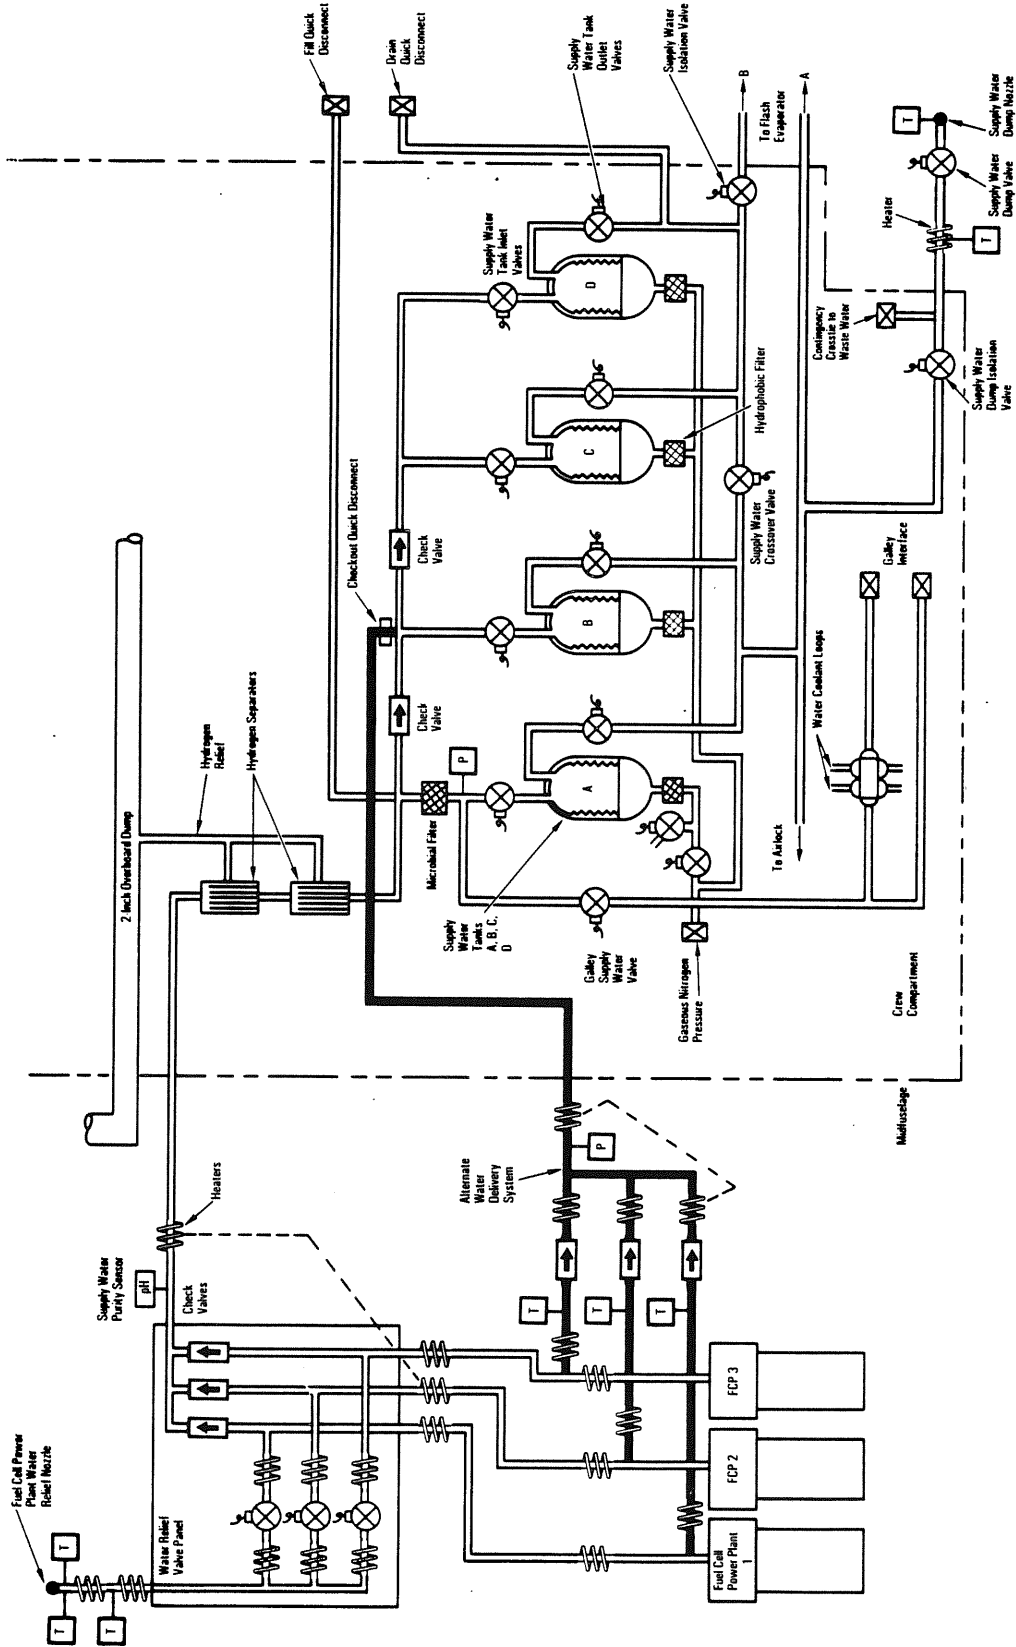 Fuel Cell Power
Plant Water
Relief Nozzle
T
T
T
Water Relief
Valve Panel
Supply Water
Purity Sensor
pH
Check
Valves
Heaters
Fuel Cell
Power Plant
1
FCP 2
FCP 3
T
T
T
Alternate
Water
Delivery
System
P
Midfuselage
Crew
Compartment
2-Inch Overboard Dump
Hydrogen
Relief
Hydrogen Separators
Microbial Filter
P
Check
Valve
Checkout Quick Disconnect
Check
Valve
Fill Quick
Disconnect
Drain
Quick
Disconnect
Supply
Water
Tanks
A, B, C,
D
Galley
Supply
Water
Valve
Gaseous Nitrogen
Pressure
A
B
C
D
Supply Water
Tank Inlet
Valves
Supply
Water Tank
Outlet
Valves
Supply Water
Isolation Valve
Hydrophobic Filter
Supply Water
Crossover Valve
B
To Flash
Evaporator
A
To Airlock
Water Coolant Loops
Galley
Interface
Supply Water
Dump Isolation
Valve
Contingency
Crosstie to
Waste Water
Heater
T
Supply Water
Dump Valve
T
Supply Water
Dump Nozzle